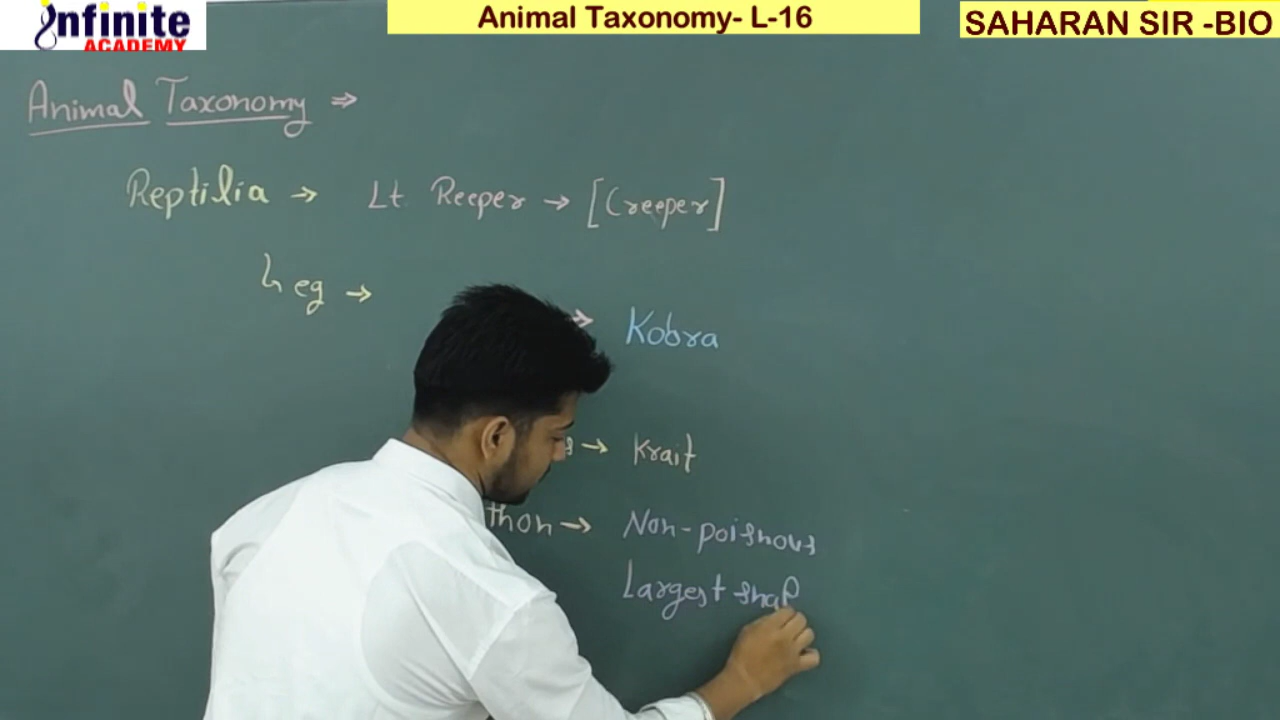 infinite
ACADEMY
Animal Taxonomy- L-16
SAHARAN SIR -BIO
Animal Taxonomy ⇒
Reptilia → Lt. Reeper → [Creeper]
Leg →
⇒ Kobra
→ Krait
thon → Non-poisnous
Largest